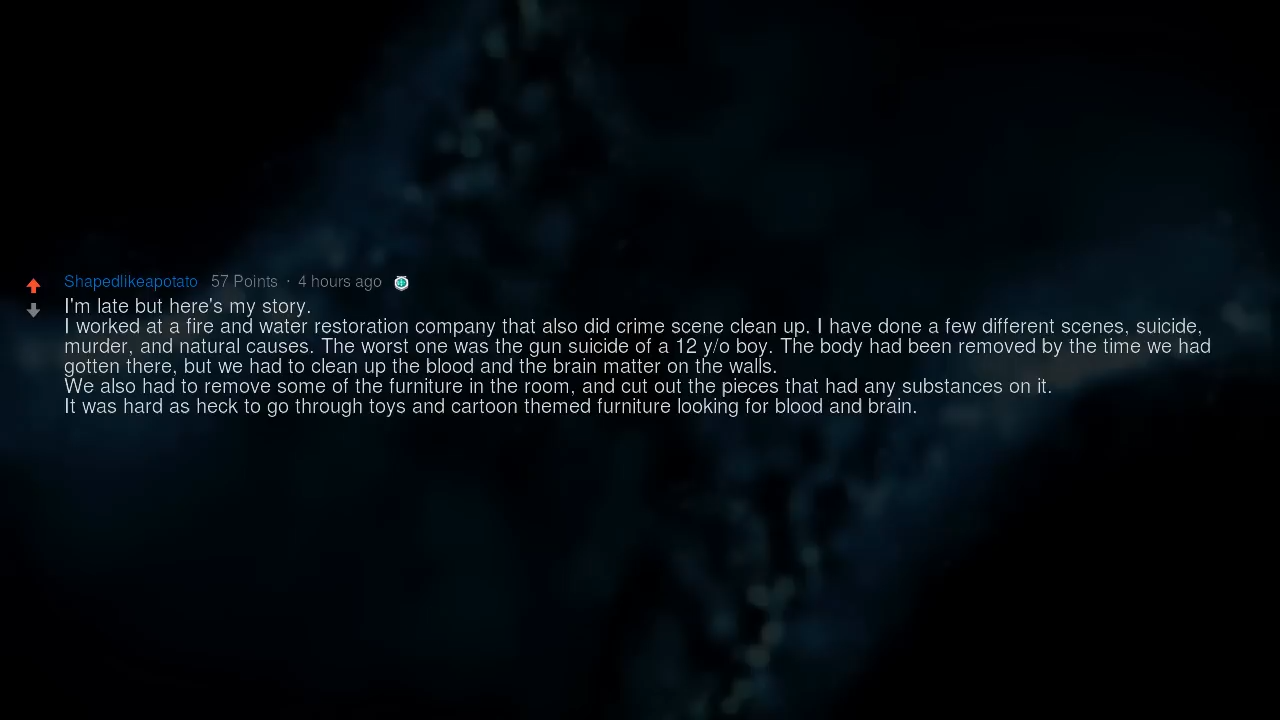 Shapedlikeapotato 57 Points · 4 hours ago
I'm late but here's my story.
I worked at a fire and water restoration company that also did crime scene clean up. I have done a few different scenes, suicide,
murder, and natural causes. The worst one was the gun suicide of a 12 y/o boy. The body had been removed by the time we had
gotten there, but we had to clean up the blood and the brain matter on the walls.
We also had to remove some of the furniture in the room, and cut out the pieces that had any substances on it.
It was hard as heck to go through toys and cartoon themed furniture looking for blood and brain.